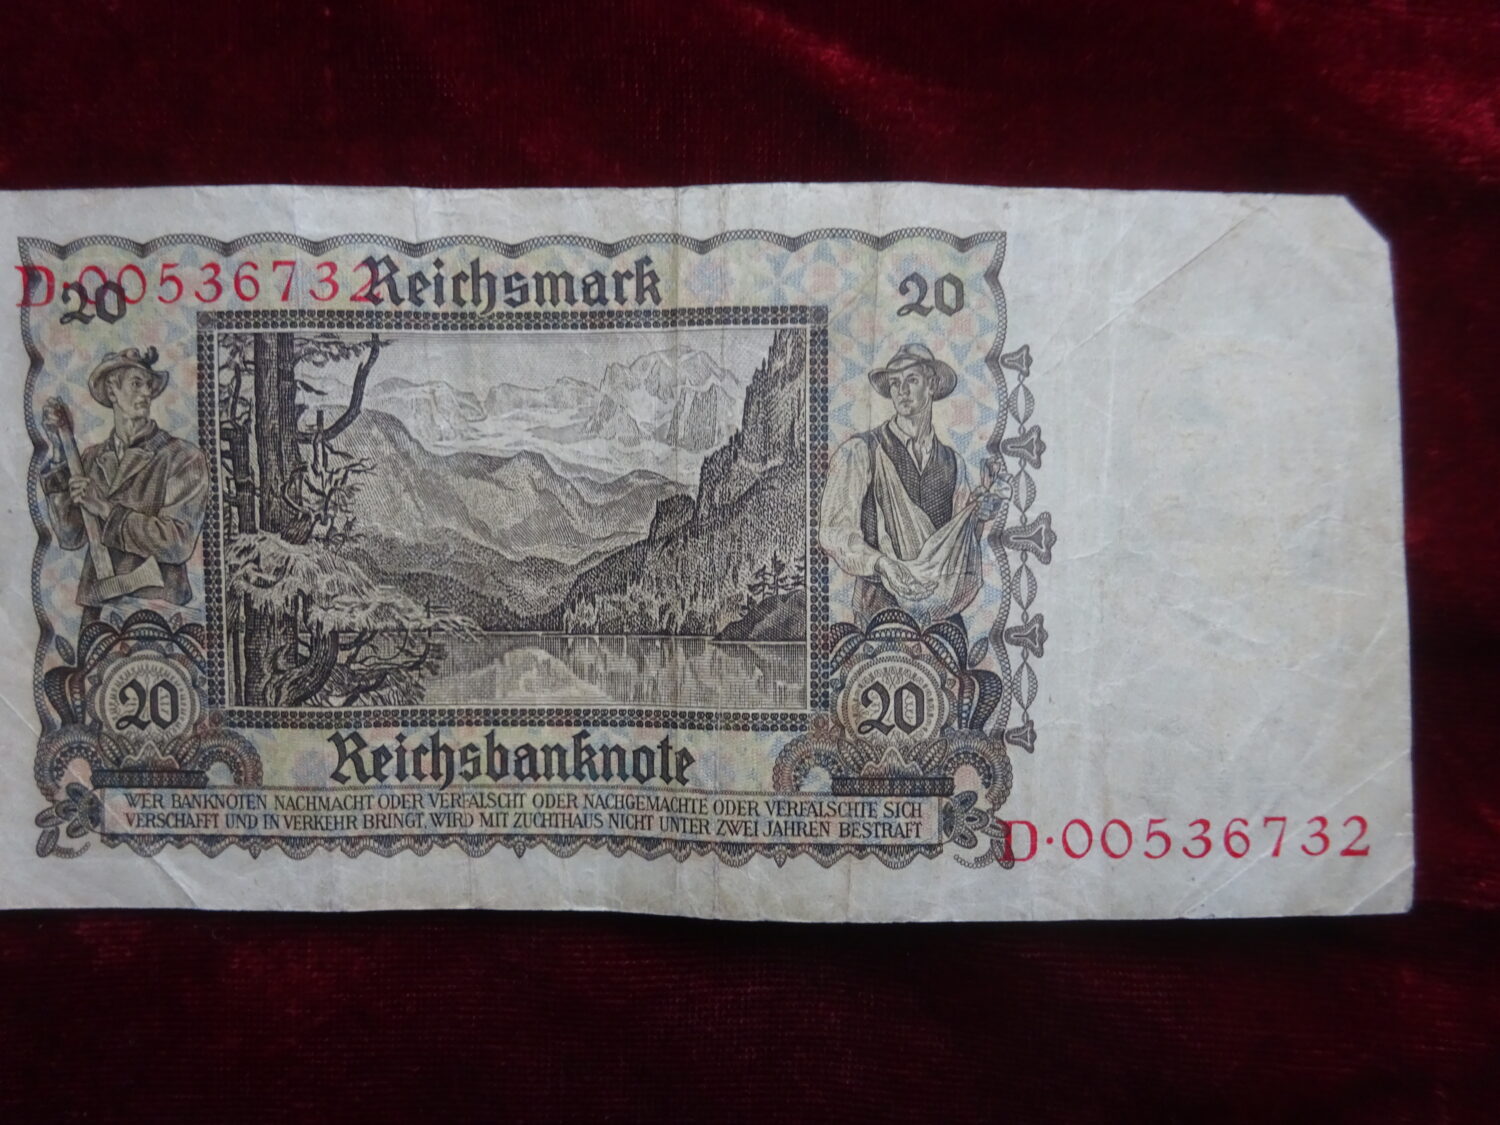 D·00536732 Reichsmark
20 20
20 20
Reichsbanknote
WER BANKNOTEN NACHMACHT ODER VERFÄLSCHT ODER NACHGEMACHTE ODER VERFÄLSCHTE SICH
VERSCHAFFT UND IN VERKEHR BRINGT, WIRD MIT ZUCHTHAUS NICHT UNTER ZWEI JAHREN BESTRAFT
D·00536732